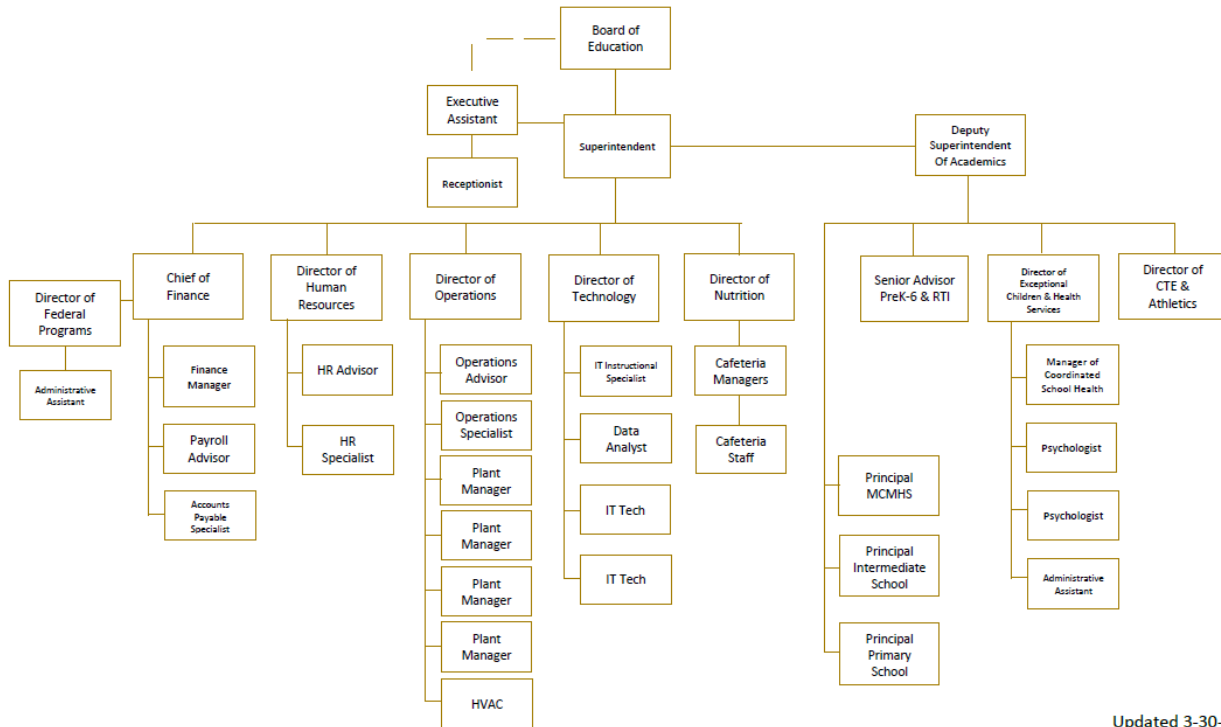 Board of
Education
Executive
Assistant
Superintendent
Deputy
Superintendent
Of Academics
Receptionist
Director of
Federal
Programs
Chief of
Finance
Director of
Human
Resources
Director of
Operations
Director of
Technology
Director of
Nutrition
Senior Advisor
PreK-6 & RTI
Director of
Exceptional
Children & Health
Services
Director of
CTE &
Athletics
Administrative
Assistant
Finance
Manager
Payroll
Advisor
Accounts
Payable
Specialist
HR Advisor
HR
Specialist
Operations
Advisor
Operations
Specialist
Plant
Manager
Plant
Manager
Plant
Manager
Plant
Manager
HVAC
IT Instructional
Specialist
Data
Analyst
IT Tech
IT Tech
Cafeteria
Managers
Cafeteria
Staff
Principal
MCMHS
Principal
Intermediate
School
Principal
Primary
School
Manager of
Coordinated
School Health
Psychologist
Psychologist
Administrative
Assistant
Updated 3-30-